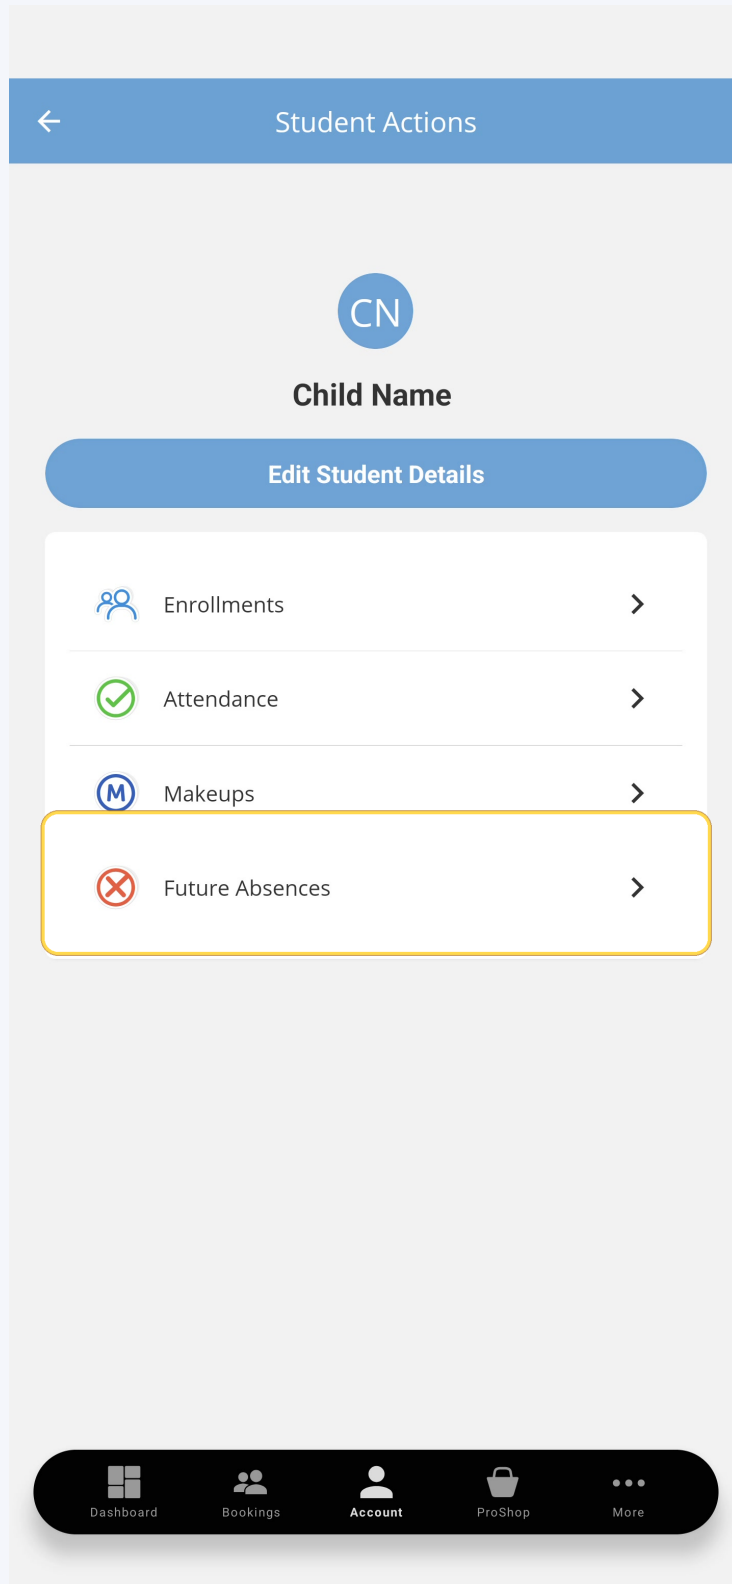 Student Actions
CN
Child Name
Edit Student Details
Enrollments
Attendance
M
Makeups
Future Absences
Dashboard
Bookings
Account
ProShop
More